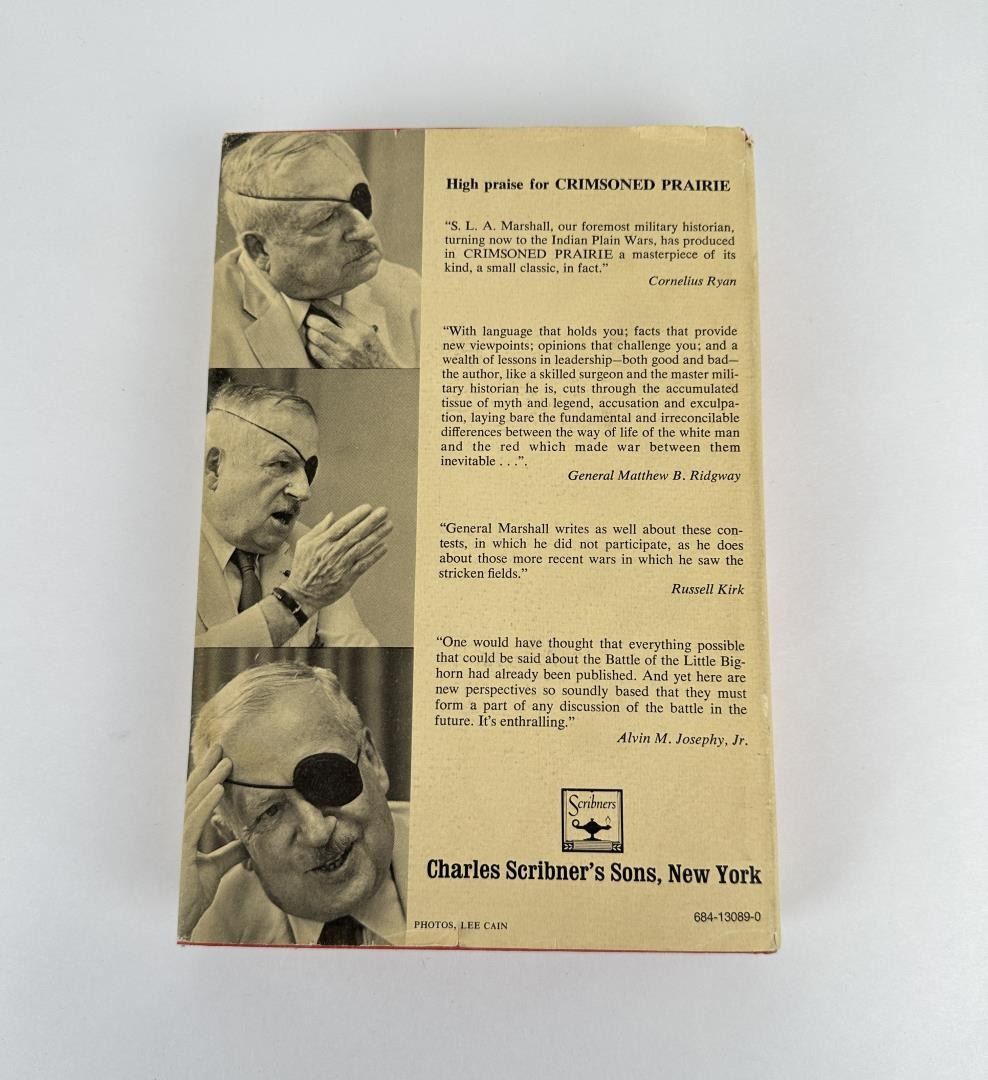 High praise for CRIMSONED PRAIRIE
“S. L. A. Marshall, our foremost military historian,
turning now to the Indian Plain Wars, has produced
in CRIMSONED PRAIRIE a masterpiece of its
kind, a small classic, in fact.”
Cornelius Ryan
“With language that holds you; facts that provide
new viewpoints; opinions that challenge you; and a
wealth of lessons in leadership—both good and bad—
the author, like a skilled surgeon and the master mili-
tary historian he is, cuts through the accumulated
tissue of myth and legend, accusation and exculpa-
tion, laying bare the fundamental and irreconcilable
differences between the way of life of the white man
and the red which made war between them
inevitable . . .”.
General Matthew B. Ridgway
“General Marshall writes as well about these con-
tests, in which he did not participate, as he does
about those more recent wars in which he saw the
stricken fields.”
Russell Kirk
“One would have thought that everything possible
that could be said about the Battle of the Little Big-
horn had already been published. And yet here are
new perspectives so soundly based that they must
form a part of any discussion of the battle in the
future. It’s enthralling.”
Alvin M. Josephy, Jr.
Scribners
Charles Scribner’s Sons, New York
684-13089-0
PHOTOS, LEE CAIN